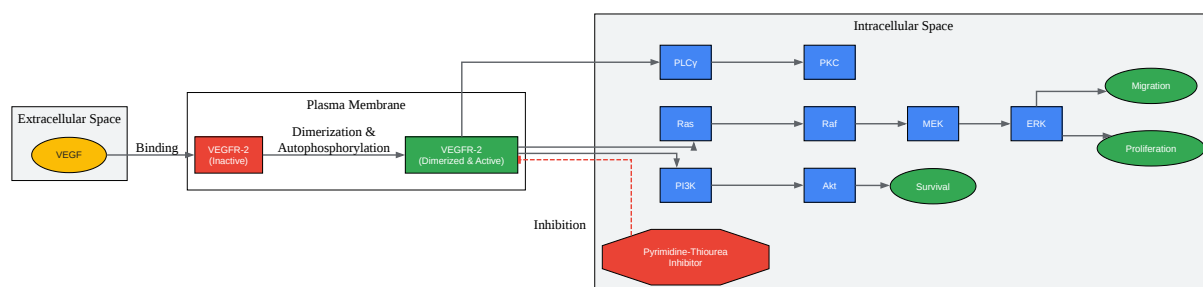 Intracellular Space
PLCγ
PKC
Migration
Plasma Membrane
Extracellular Space
Ras
Raf
MEK
ERK
VEGF
Binding
VEGFR-2
(Inactive)
Dimerization &
Autophosphorylation
VEGFR-2
(Dimerized & Active)
Proliferation
PI3K
Akt
Survival
Inhibition
Pyrimidine-Thiourea
Inhibitor